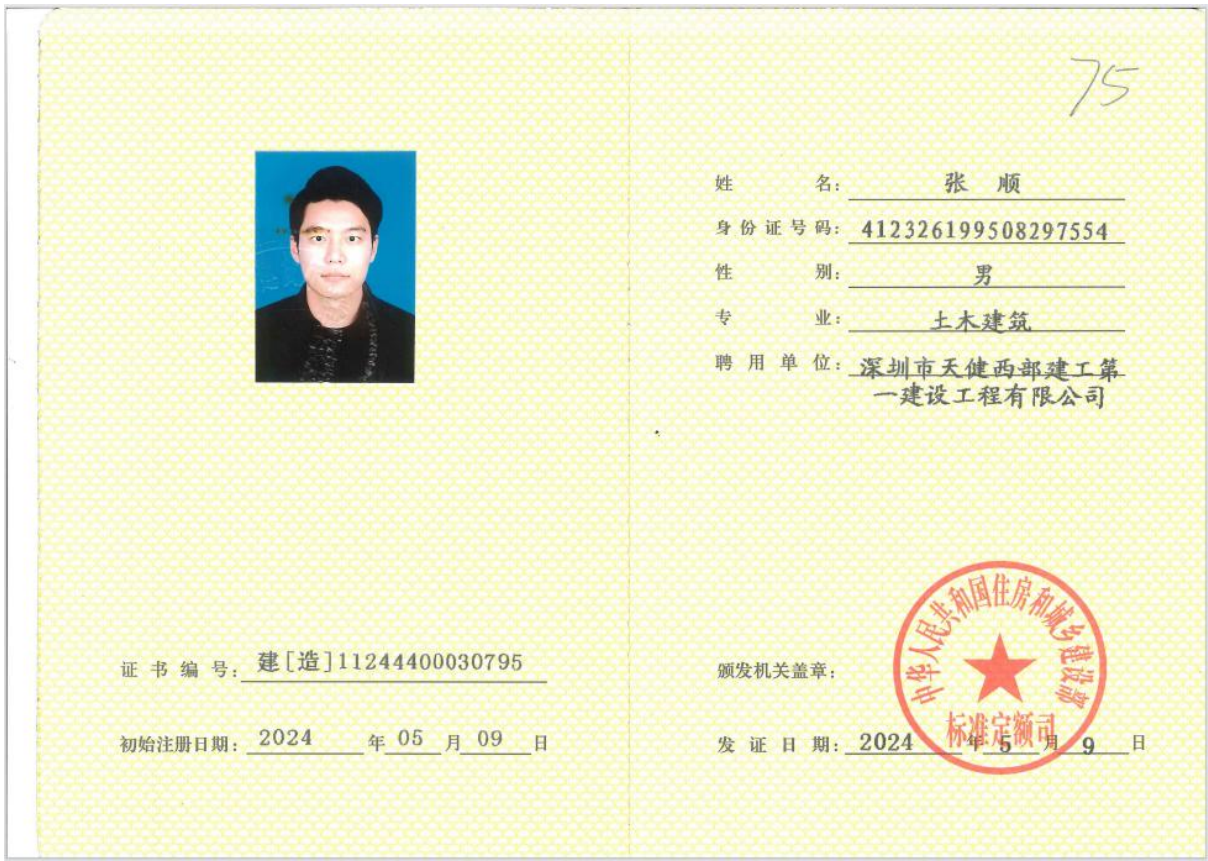 75
姓 名: 张 顺
身份证号码: 412326199508297554
性 别: 男
专 业: 土木建筑
聘用单位: 深圳市天健西部建工第
一建设工程有限公司
证书编号: 建[造]11244400030795
初始注册日期: 2024 年 05 月 09 日
颁发机关盖章:
中华人民共和国住房和城乡建设部
标准定额司
发证日期: 2024 年 5 月 9 日